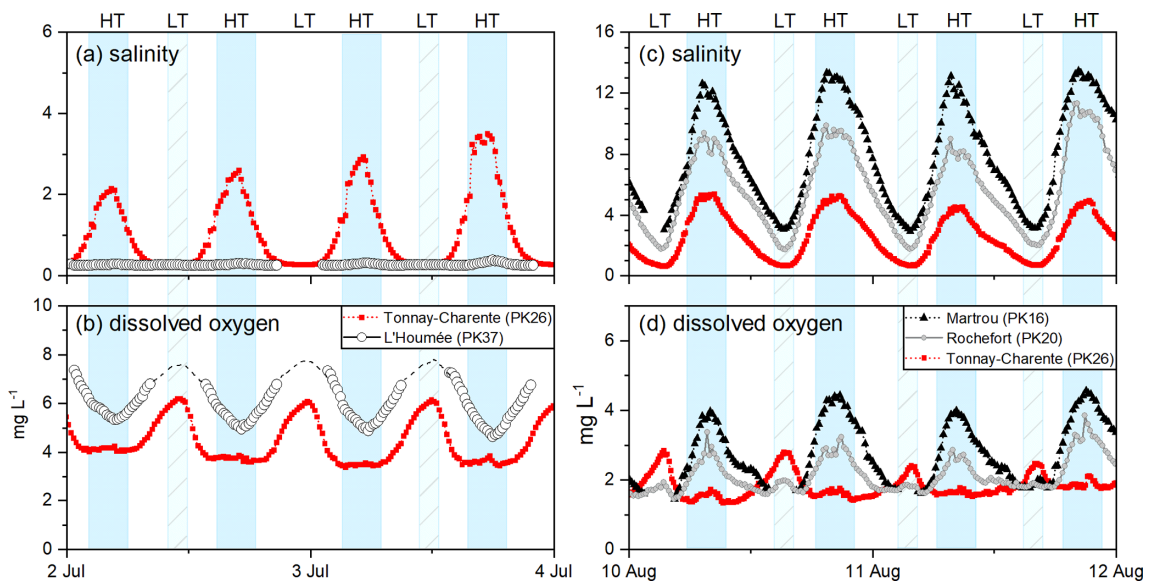 HT LT HT LT HT LT HT
LT HT LT HT LT HT LT HT
(a) salinity
6
4
2
0
(c) salinity
16
12
8
4
0
(b) dissolved oxygen
Tonnay-Charente (PK26)
L'Houmée (PK37)
10
8
6
4
2
0
mg L-1
2 Jul 3 Jul 4 Jul
(d) dissolved oxygen
Martrou (PK16)
Rochefort (PK20)
Tonnay-Charente (PK26)
6
4
2
0
mg L-1
10 Aug 11 Aug 12 Aug